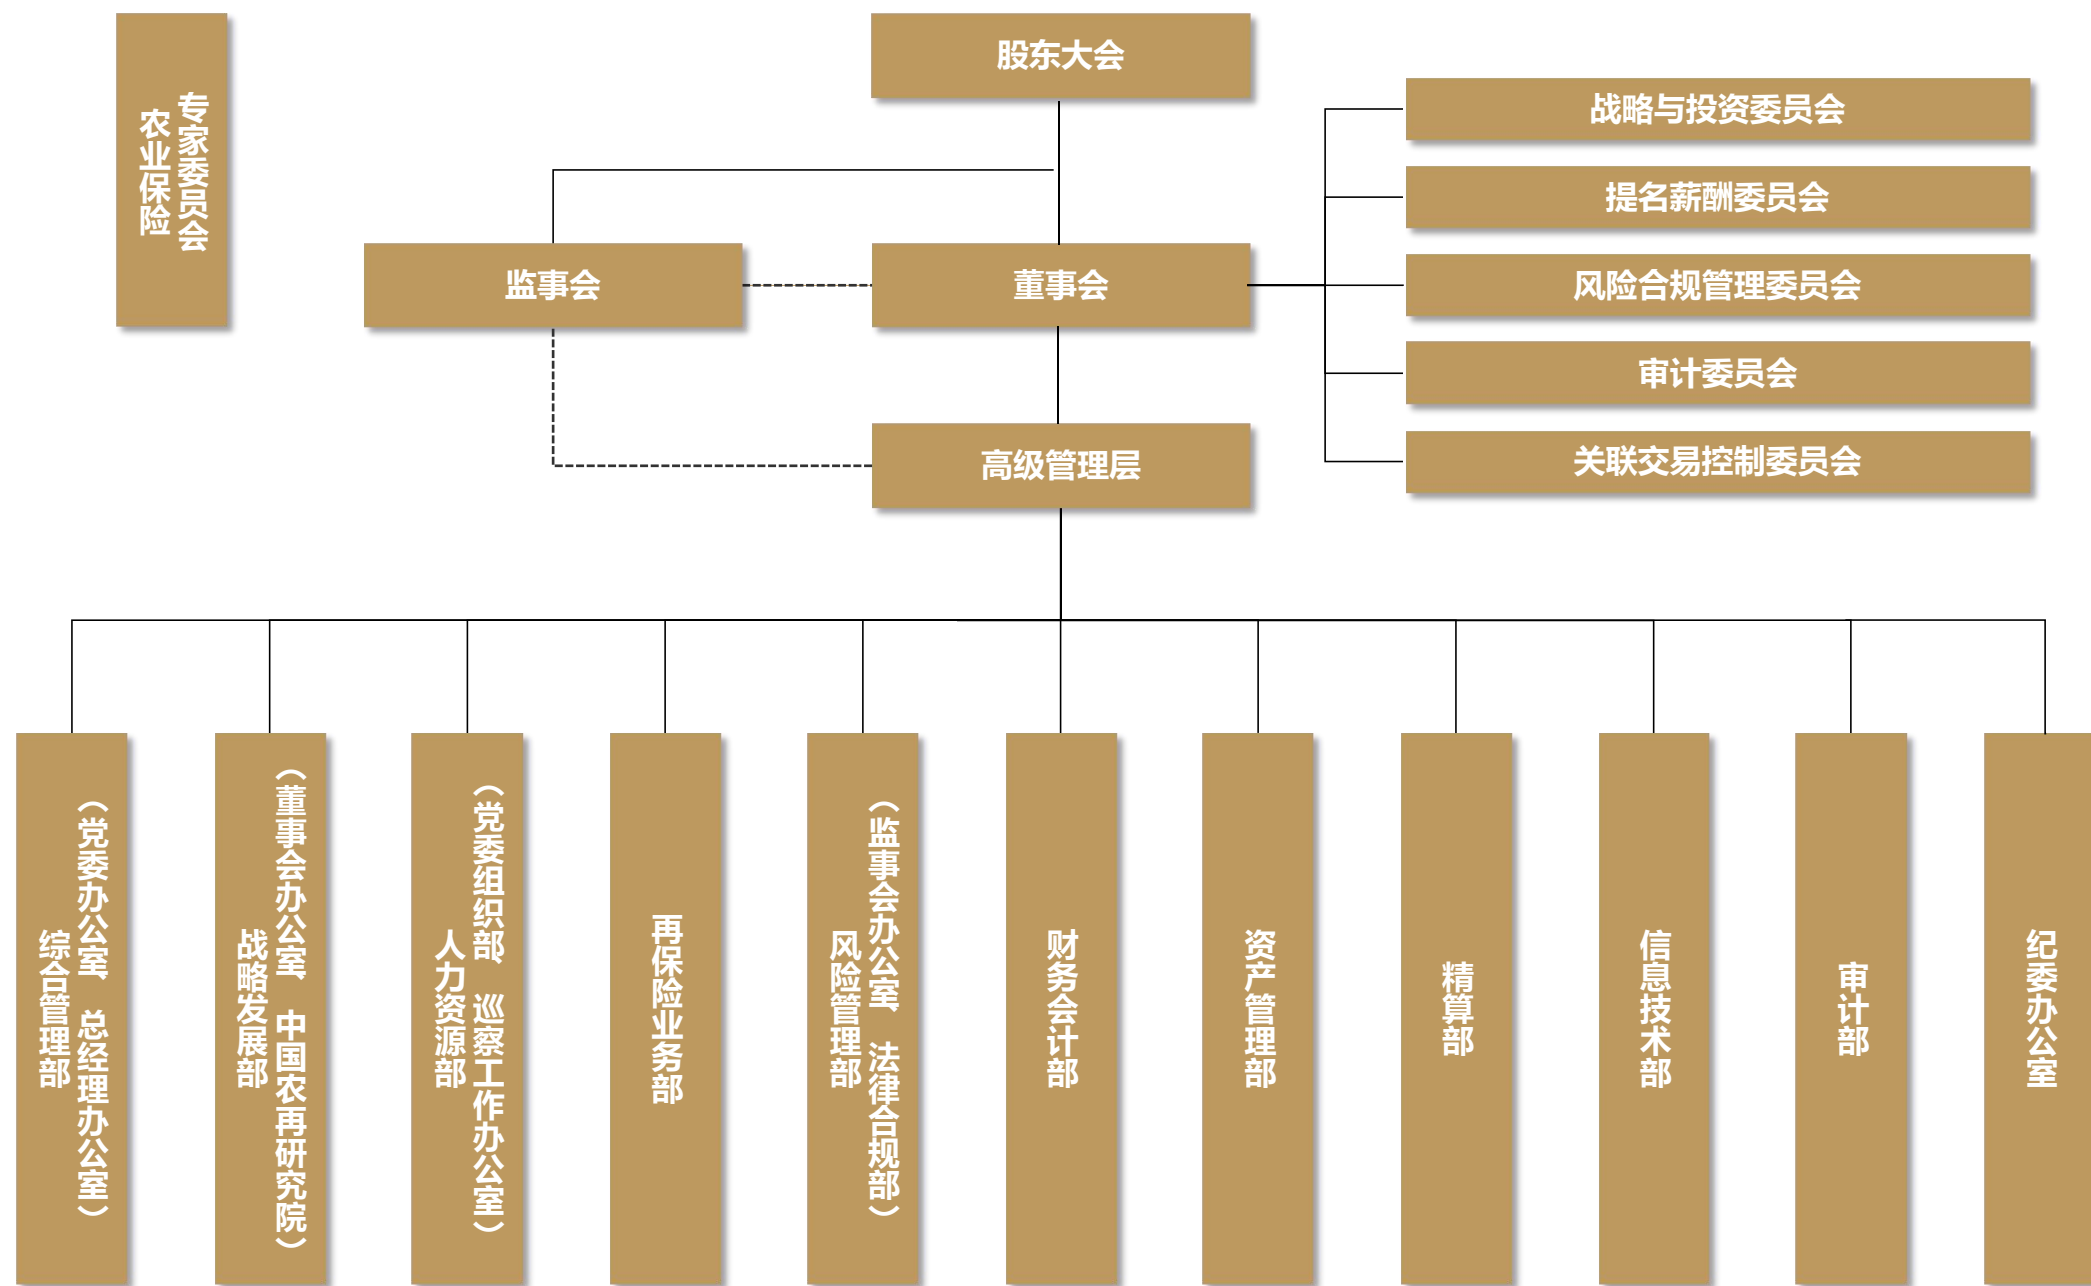 农业保险
专家委员会
股东大会
战略与投资委员会
提名薪酬委员会
监事会
董事会
风险合规管理委员会
审计委员会
高级管理层
关联交易控制委员会
综合管理部
（党委办公室、总经理办公室）
战略发展部
（董事会办公室、中国农再研究院）
人力资源部
（党委组织部、巡察工作办公室）
再保险业务部
风险管理部
（监事会办公室、法律合规部）
财务会计部
资产管理部
精算部
信息技术部
审计部
纪委办公室